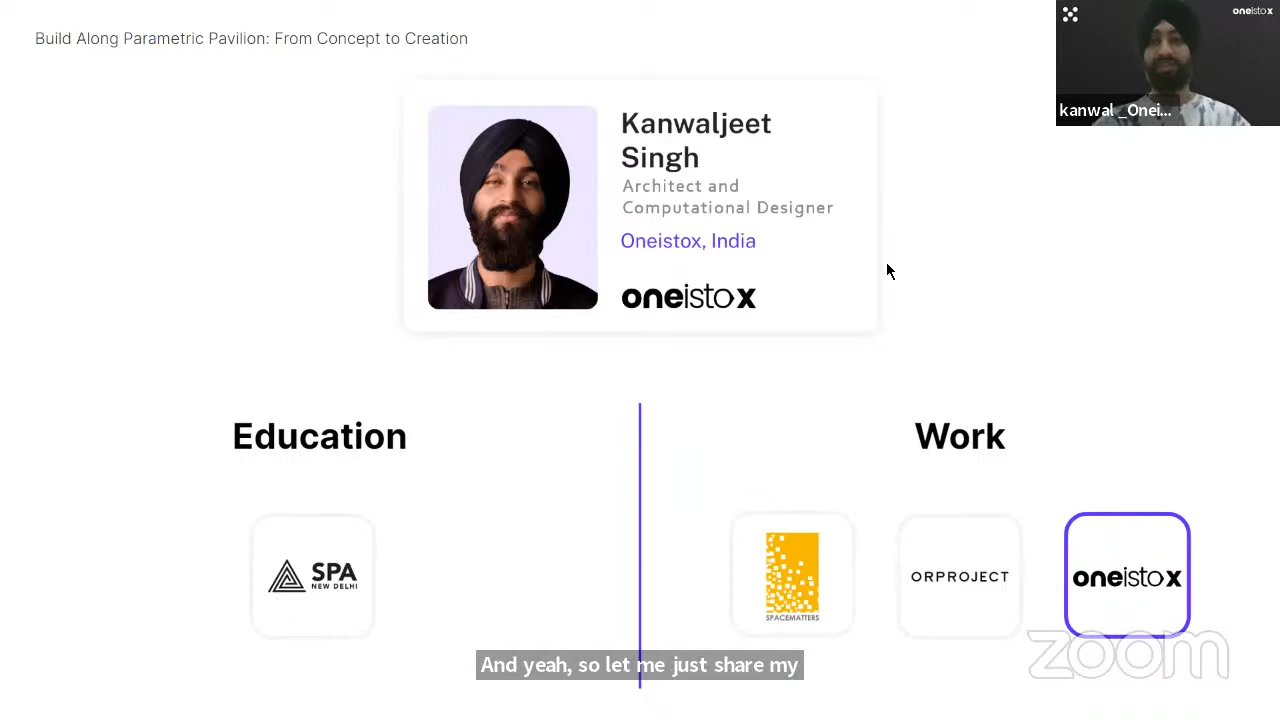 Build Along Parametric Pavilion: From Concept to Creation
oneistox
kanwal _Onei...
Kanwaljeet
Singh
Architect and
Computational Designer
Oneistox, India
oneistox
Education
Work
SPA
NEW DELHI
SPACEMATTERS
ORPROJECT
oneistox
zoom
And yeah, so let me just share my